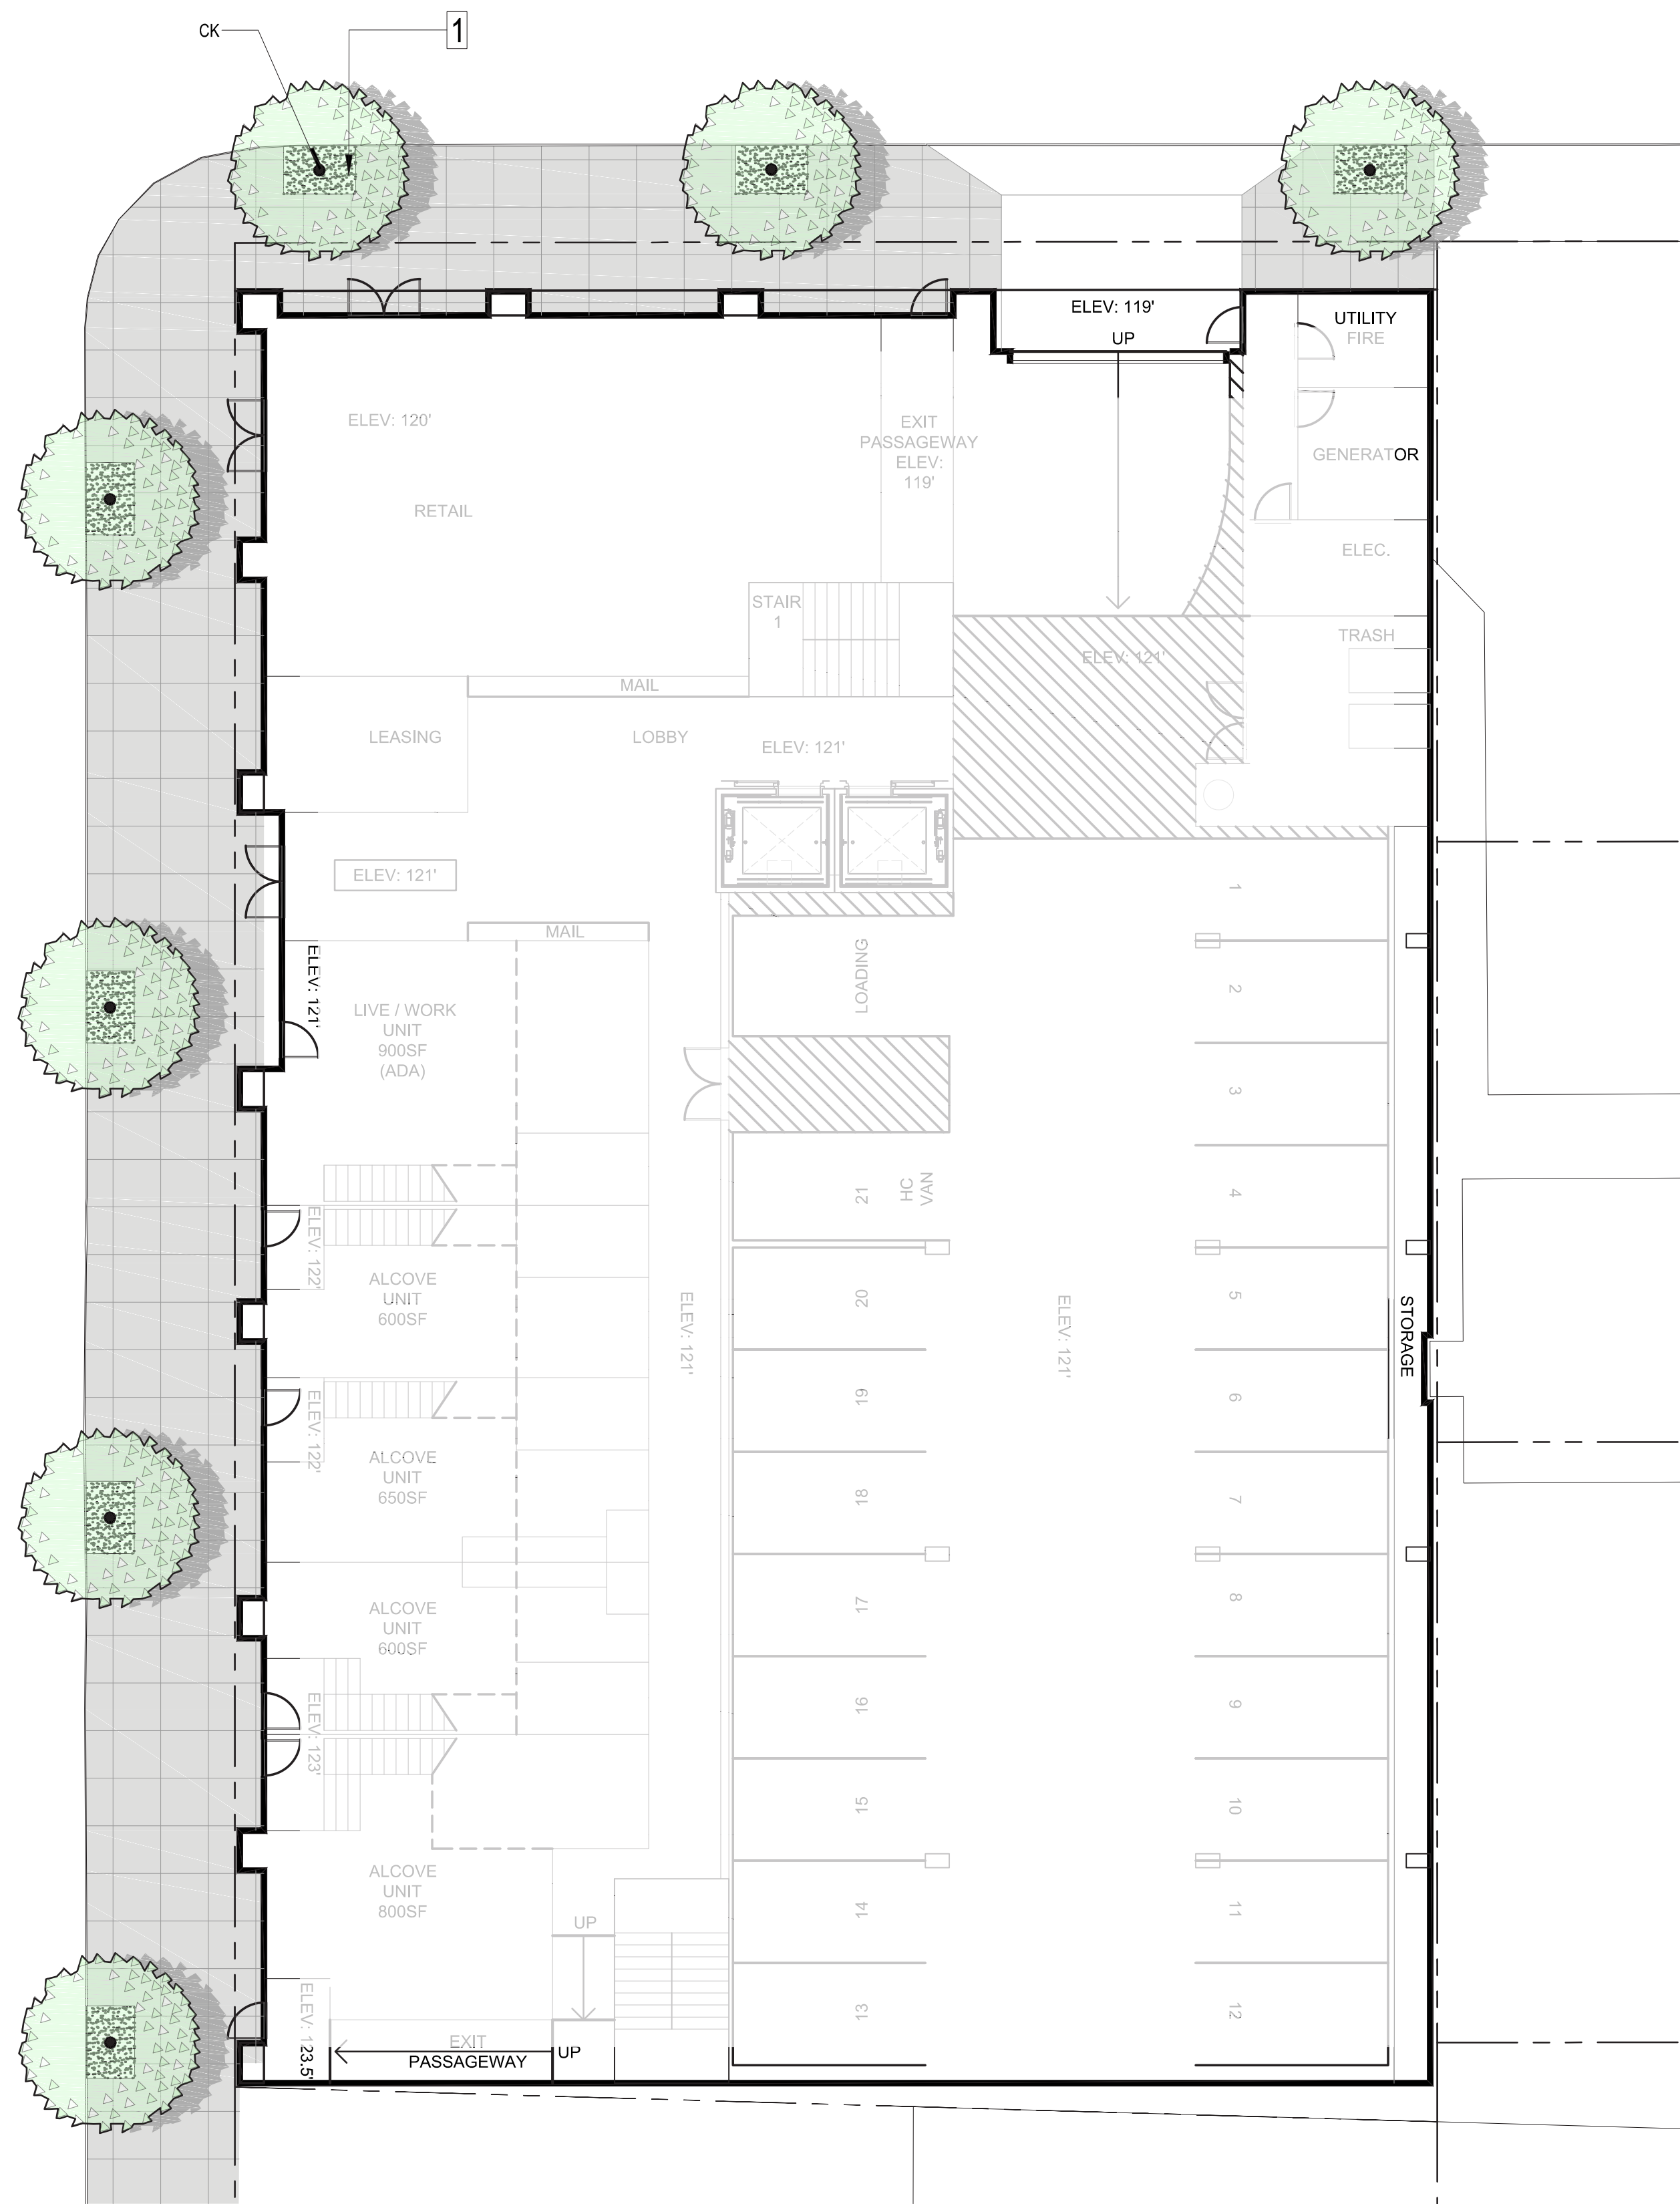 CK
1
ELEV: 119'
UP
UTILITY
FIRE
ELEV: 120'
EXIT
PASSAGEWAY
ELEV:
119'
GENERATOR
RETAIL
ELEC.
STAIR
1
TRASH
ELEV: 121'
MAIL
LEASING
LOBBY
ELEV: 121'
ELEV: 121'
1
MAIL
LOADING
ELEV: 121'
2
LIVE / WORK
UNIT
900SF
(ADA)
3
21
HC
VAN
4
ELEV: 122'
ALCOVE
UNIT
600SF
ELEV: 121'
20
ELEV: 121'
5
STORAGE
19
6
ELEV: 122'
ALCOVE
UNIT
650SF
18
7
ALCOVE
UNIT
600SF
17
8
ELEV: 123'
16
9
15
10
ALCOVE
UNIT
800SF
14
11
UP
ELEV: 123.5'
13
12
EXIT
PASSAGEWAY
UP